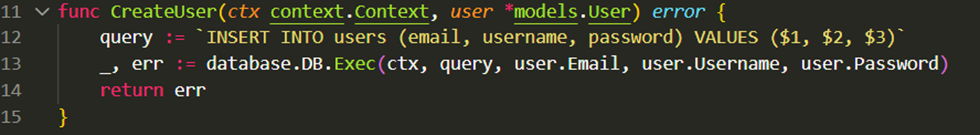 11 func CreateUser(ctx context.Context, user *models.User) error {
12     query := `INSERT INTO users (email, username, password) VALUES ($1, $2, $3)`
13     _, err := database.DB.Exec(ctx, query, user.Email, user.Username, user.Password)
14     return err
15 }